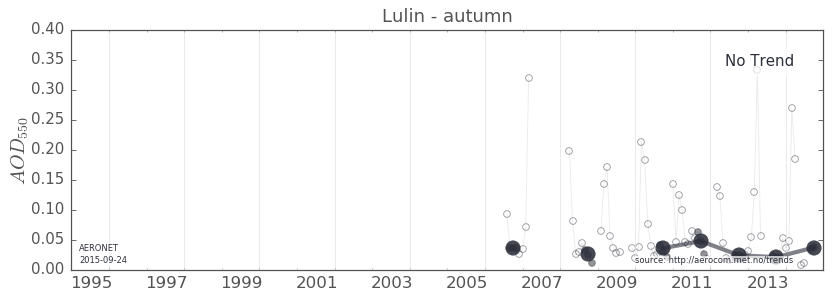 Lulin - autumn
0.40
0.35
0.30
0.25
0.20
0.15
0.10
0.05
0.00
AOD550
No Trend
AERONET
2015-09-24
source: http://aerocom.met.no/trends
1995 1997 1999 2001 2003 2005 2006 2007 2009 2011 2013